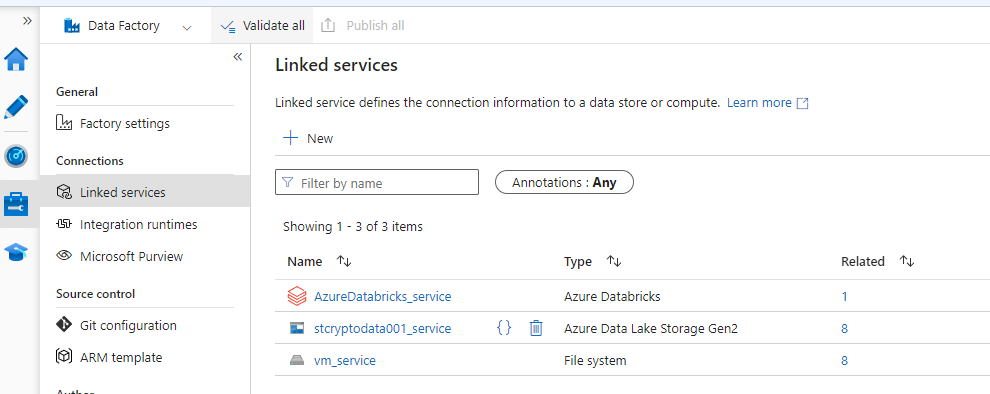 Data Factory
Validate all
Publish all
General
Factory settings
Connections
Linked services
Integration runtimes
Microsoft Purview
Source control
Git configuration
ARM template
Author
Linked services
Linked service defines the connection information to a data store or compute. Learn more
New
Filter by name
Annotations : Any
Showing 1 - 3 of 3 items
Name Type Related
AzureDatabricks_service Azure Databricks 1
stcryptodata001_service {} Azure Data Lake Storage Gen2 8
vm_service File system 8